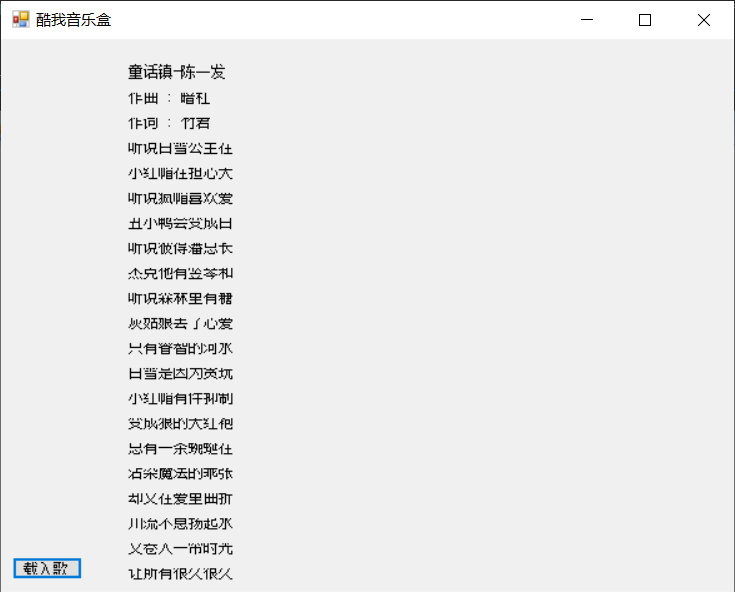 酷我音乐盒
童话镇-陈一发
作曲 : 暗杠
作词 : 竹君
听说白雪公主在
小红帽在担心大
听说疯帽喜欢爱
丑小鸭会变成白
听说彼得潘总长
杰克他有竖琴和
听说森林里有糖
灰姑娘丢了心爱
只有睿智的河水
白雪是因为贪玩
小红帽有件抑制
变成狼的大红袍
总有一条蜿蜒在
沾染魔法的乖张
却又在爱里曲折
川流不息扬起水
又卷入一帘时光
让所有很久很久
载入歌